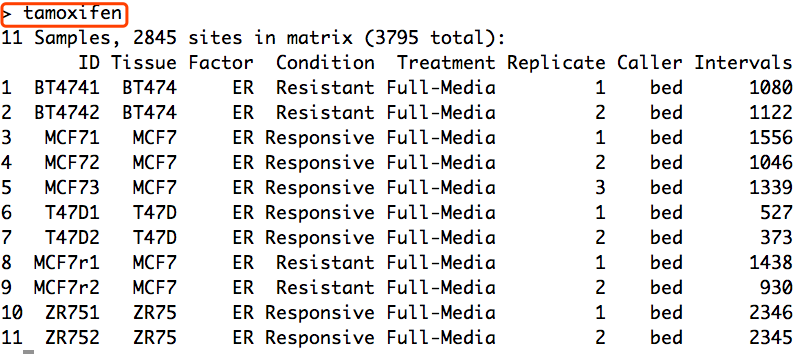 > tamoxifen
11 Samples, 2845 sites in matrix (3795 total):
        ID Tissue Factor  Condition  Treatment Replicate Caller Intervals
1  BT4741  BT474     ER  Resistant Full-Media         1    bed      1080
2  BT4742  BT474     ER  Resistant Full-Media         2    bed      1122
3   MCF71   MCF7     ER Responsive Full-Media         1    bed      1556
4   MCF72   MCF7     ER Responsive Full-Media         2    bed      1046
5   MCF73   MCF7     ER Responsive Full-Media         3    bed      1339
6   T47D1   T47D     ER Responsive Full-Media         1    bed       527
7   T47D2   T47D     ER Responsive Full-Media         2    bed       373
8  MCF7r1   MCF7     ER  Resistant Full-Media         1    bed      1438
9  MCF7r2   MCF7     ER  Resistant Full-Media         2    bed       930
10  ZR751   ZR75     ER Responsive Full-Media         1    bed      2346
11  ZR752   ZR75     ER Responsive Full-Media         2    bed      2345